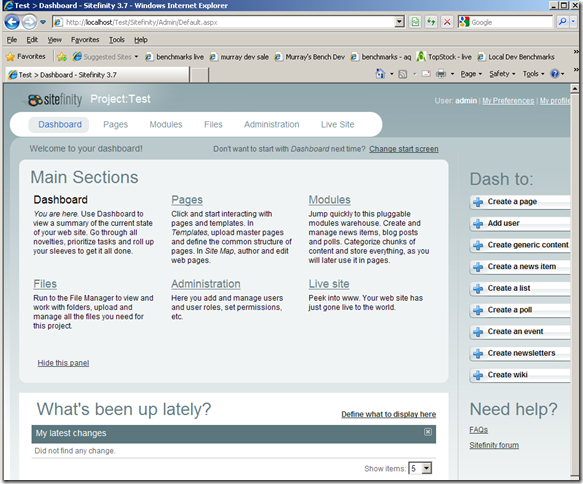 Test > Dashboard - Sitefinity 3.7 - Windows Internet Explorer
http://localhost/Test/Sitefinity/Admin/Default.aspx
Google
File Edit View Favorites Tools Help
Favorites Suggested Sites benchmarks live murray dev sale Murray's Bench Dev benchmarks - aq TopStock - live Local Dev Benchmarks
Test > Dashboard - Sitefinity 3.7
Page Safety Tools
sitefinity Project:Test
User: admin | My Preferences | My profile
Dashboard Pages Modules Files Administration Live Site
Welcome to your dashboard!
Don't want to start with Dashboard next time? Change start screen
Main Sections
Dashboard
You are here. Use Dashboard to
view a summary of the current state
of your web site. Go through all
novelties, prioritize tasks and roll up
your sleeves to get it all done.
Pages
Click and start interacting with
pages and templates. In
Templates, upload master pages
and define the common structure of
pages. In Site Map, author and edit
web pages.
Modules
Jump quickly to this pluggable
modules warehouse. Create and
manage news items, blog posts
and polls. Categorize chunks of
content and store everything, as you
will later use it in pages.
Files
Run to the File Manager to view and
work with folders, upload and
manage all the files you need for
this project.
Administration
Here you add and manage users
and user roles, set permissions,
etc.
Live site
Peek into www. Your web site has
just gone live to the world.
Hide this panel
Dash to:
Create a page
Add user
Create generic content
Create a news item
Create a list
Create a poll
Create an event
Create newsletters
Create wiki
Need help?
FAQs
Sitefinity forum
What's been up lately?
Define what to display here
My latest changes
Did not find any change.
Show items: 5